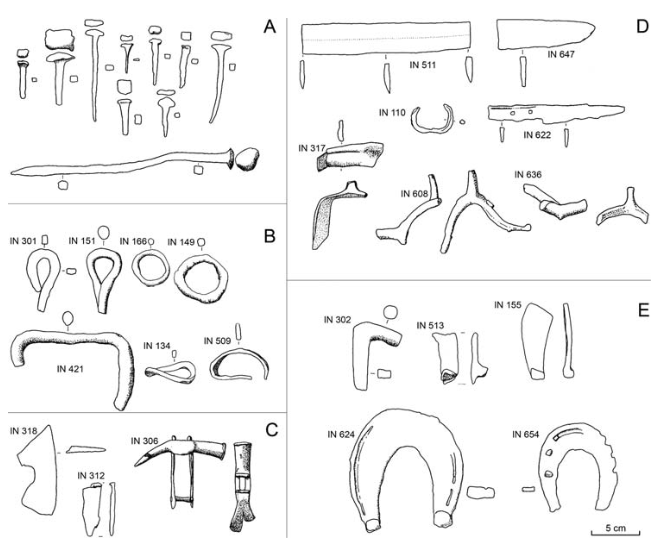 A
B
IN 301
IN 151
IN 166
IN 149
IN 421
IN 134
IN 509
C
IN 318
IN 312
IN 306
D
IN 511
IN 647
IN 110
IN 622
IN 317
IN 608
IN 636
E
IN 302
IN 513
IN 155
IN 624
IN 654
5 cm